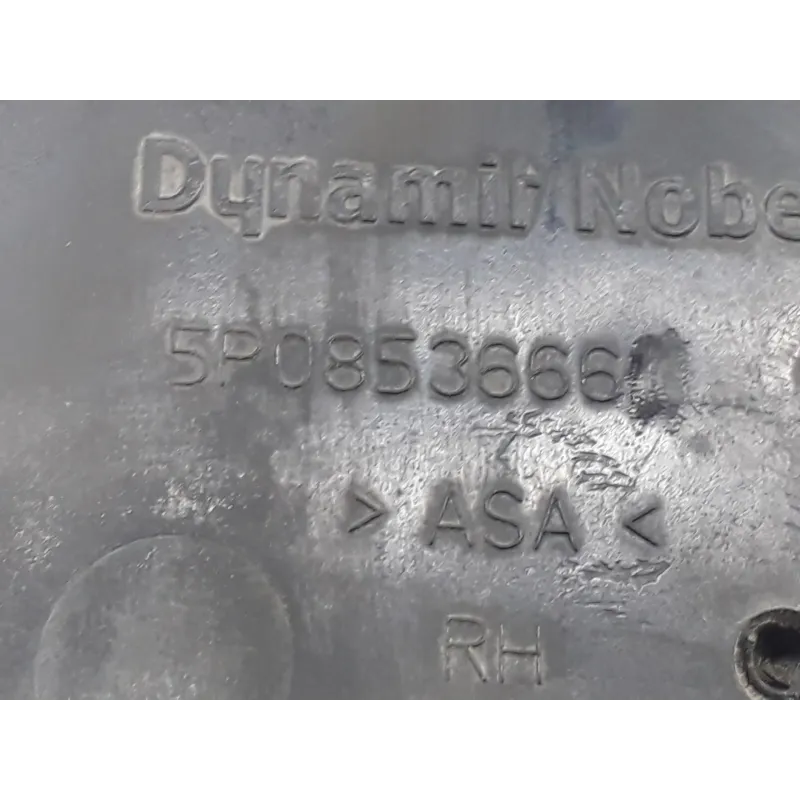 Dynamit Nobe
5P0853666
> ASA <
RH